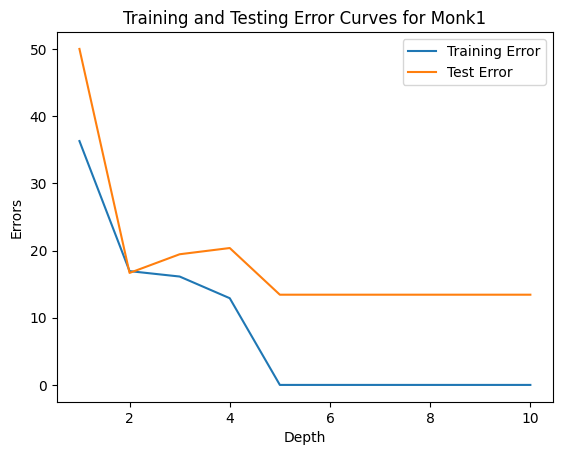 Training and Testing Error Curves for Monk1
Training Error
Test Error
Errors
50
40
30
20
10
0
2 4 6 8 10
Depth